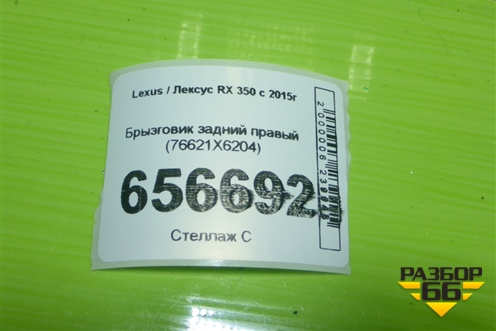 Lexus / Лексус RX 350 с 2015г
Брызговик задний правый
(76621X6204)
656692
Стеллаж С
РАЗБОР
66